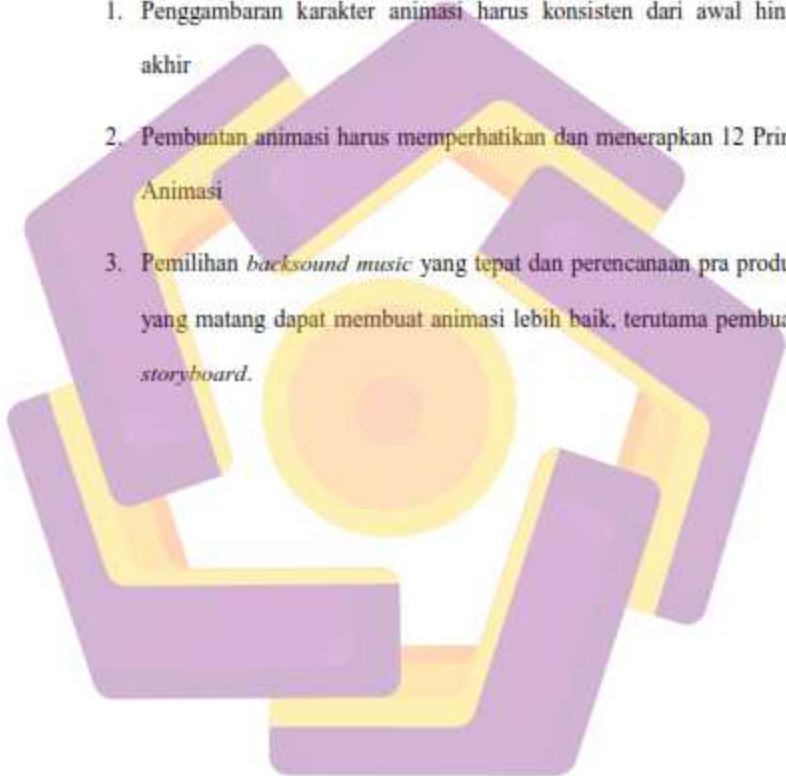 1. Penggambaran karakter animasi harus konsisten dari awal hin
akhir
2. Pembuatan animasi harus memperhatikan dan menerapkan 12 Prin
Animasi
3. Pemilihan backsound music yang tepat dan perencanaan pra produ
yang matang dapat membuat animasi lebih baik, terutama pembua
storyboard.